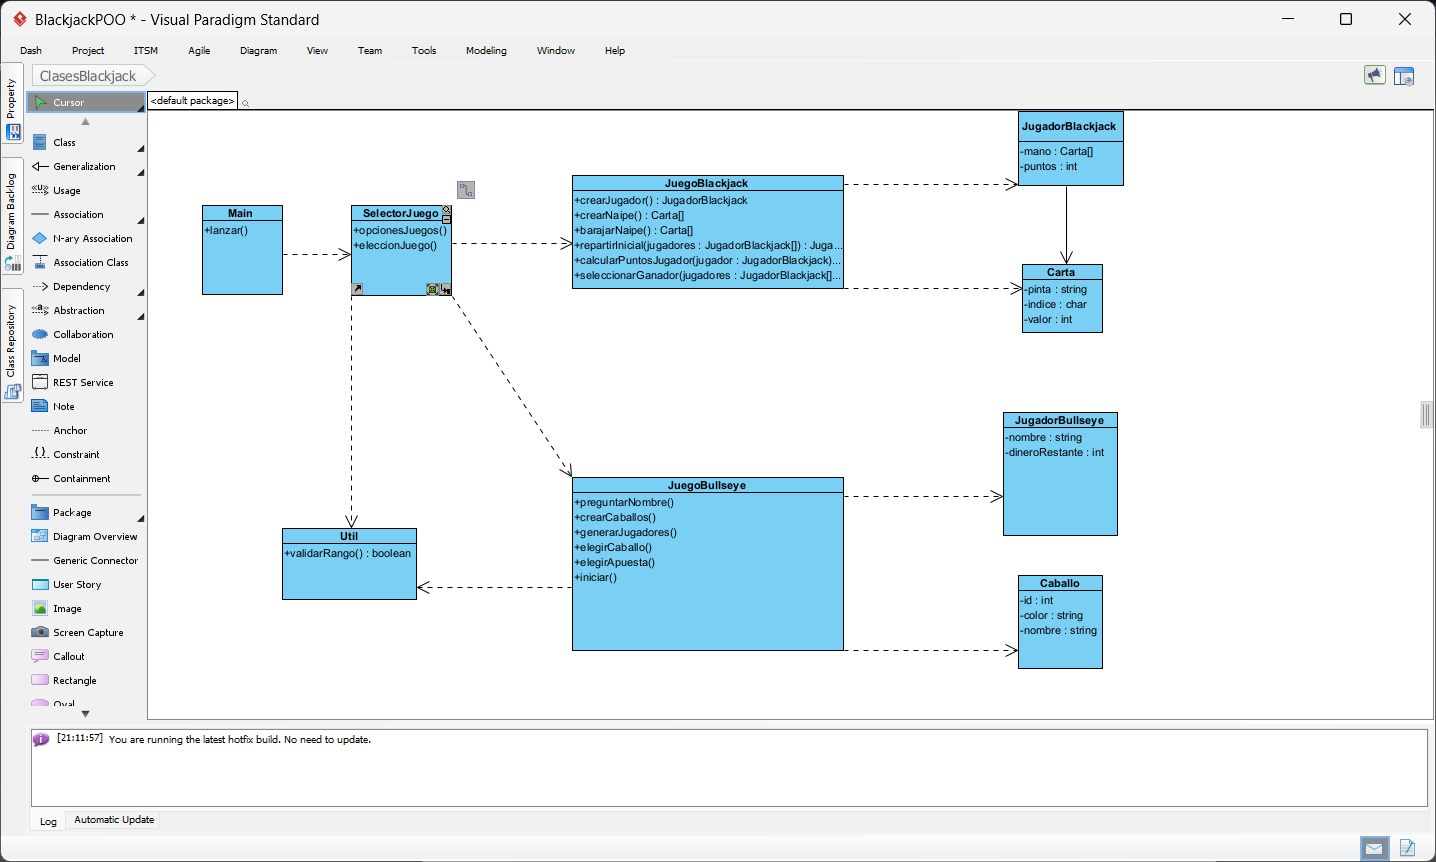 BlackjackPOO * - Visual Paradigm Standard
Dash Project ITSM Agile Diagram View Team Tools Modeling Window Help
ClasesBlackjack
Property
Diagram Backlog
Class Repository
Cursor
Class
Generalization
Usage
Association
N-ary Association
Association Class
Dependency
Abstraction
Collaboration
Model
REST Service
Note
Anchor
Constraint
Containment
Package
Diagram Overview
Generic Connector
User Story
Image
Screen Capture
Callout
Rectangle
Oval
<default package>
Main
+lanzar()
SelectorJuego
+opcionesJuegos()
+eleccionJuego()
JuegoBlackjack
+crearJugador() : JugadorBlackjack
+crearNaipe() : Carta[]
+barajarNaipe() : Carta[]
+repartirInicial(jugadores : JugadorBlackjack[]) : Juga...
+calcularPuntosJugador(jugador : JugadorBlackjack)...
+seleccionarGanador(jugadores : JugadorBlackjack[]...
JugadorBlackjack
-mano : Carta[]
-puntos : int
Carta
-pinta : string
-indice : char
-valor : int
JugadorBullseye
-nombre : string
-dineroRestante : int
JuegoBullseye
+preguntarNombre()
+crearCaballos()
+generarJugadores()
+elegirCaballo()
+elegirApuesta()
+iniciar()
Util
+validarRango() : boolean
Caballo
-id : int
-color : string
-nombre : string
[21:11:57] You are running the latest hotfix build. No need to update.
Log Automatic Update